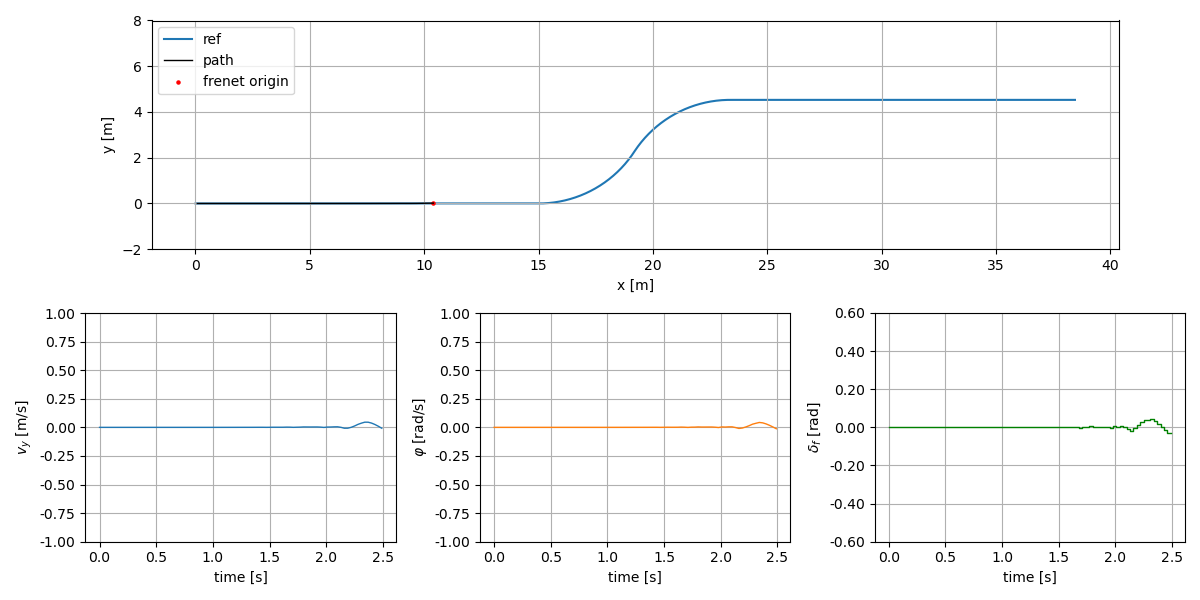 8
6
4
2
0
−2
y [m]
ref
path
frenet origin
0 5 10 15 20 25 30 35 40
x [m]
1.00
0.75
0.50
0.25
0.00
-0.25
-0.50
-0.75
-1.00
v_y [m/s]
0.0 0.5 1.0 1.5 2.0 2.5
time [s]
1.00
0.75
0.50
0.25
0.00
-0.25
-0.50
-0.75
-1.00
φ [rad/s]
0.0 0.5 1.0 1.5 2.0 2.5
time [s]
0.60
0.40
0.20
0.00
-0.20
-0.40
-0.60
δ_f [rad]
0.0 0.5 1.0 1.5 2.0 2.5
time [s]